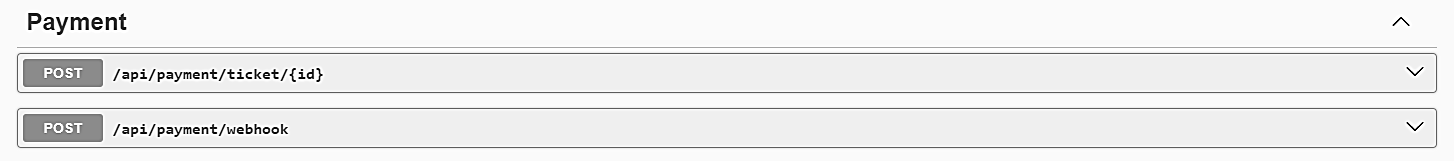 Payment
POST /api/payment/ticket/{id}
POST /api/payment/webhook